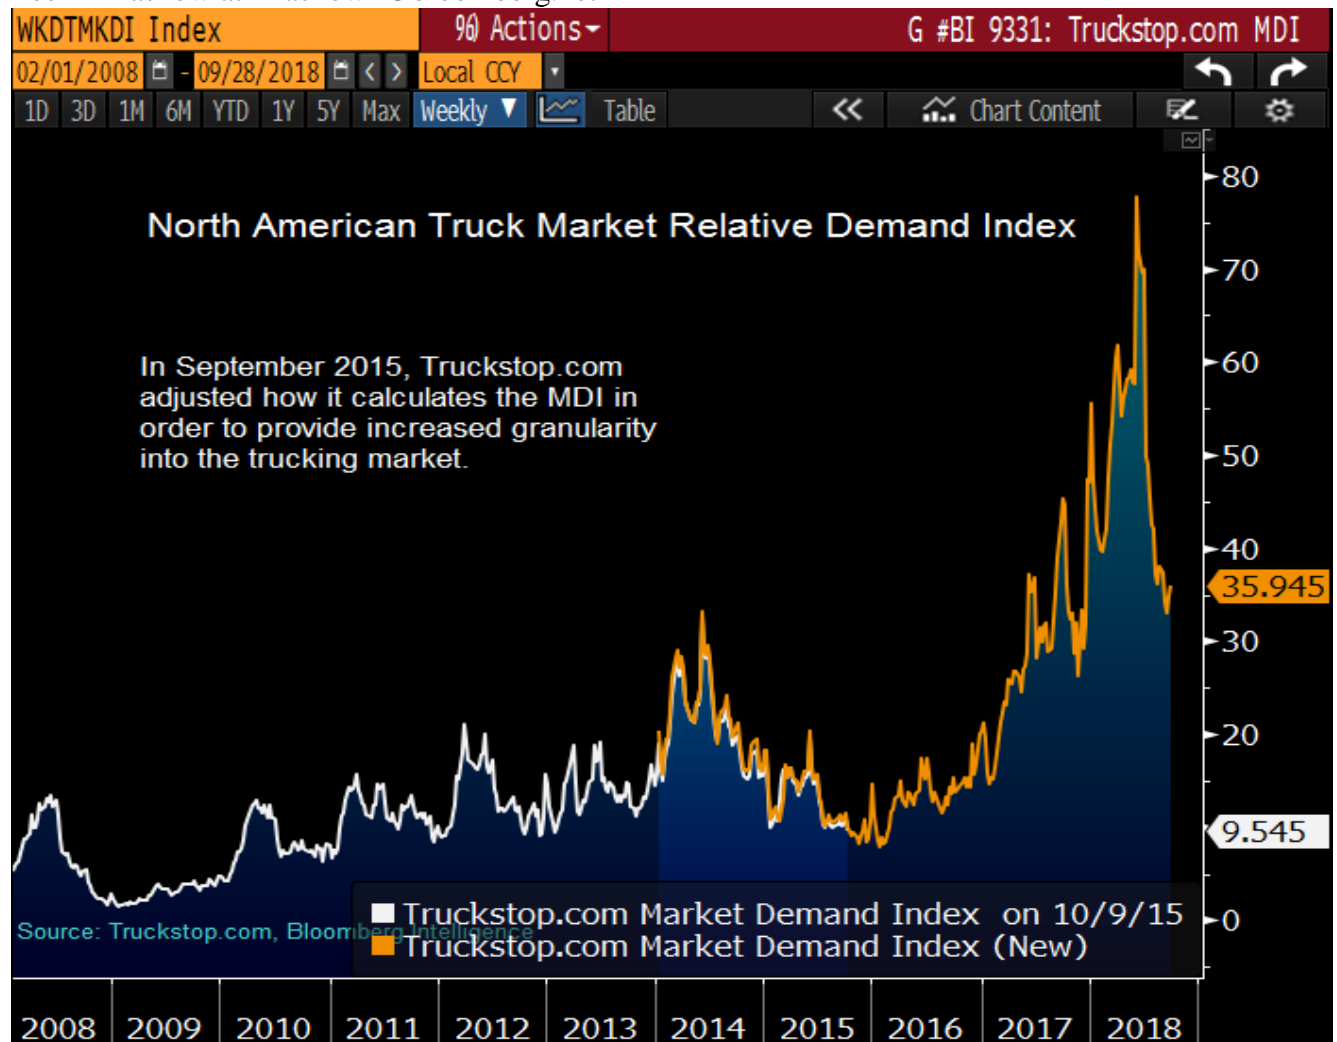 WKDTMKDI Index
96) Actions
G #BI 9331: Truckstop.com MDI
02/01/2008 - 09/28/2018 Local CCY
1D 3D 1M 6M YTD 1Y 5Y Max Weekly Table Chart Content
80
North American Truck Market Relative Demand Index
70
In September 2015, Truckstop.com
adjusted how it calculates the MDI in
order to provide increased granularity
into the trucking market.
60
50
40
35.945
30
20
9.545
0
Truckstop.com Market Demand Index on 10/9/15
Source: Truckstop.com, Bloomberg Intelligence
Truckstop.com Market Demand Index (New)
2008 2009 2010 2011 2012 2013 2014 2015 2016 2017 2018